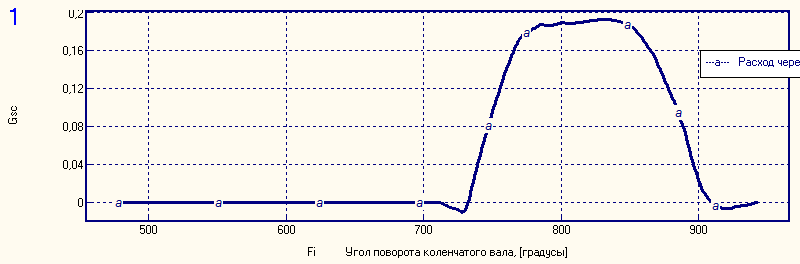 1
0,2
0,16
0,12
0,08
0,04
0
Gsc
a a a a a a a a a
---a--- Расход чере
500 600 700 800 900
Fi Угол поворота коленчатого вала, [градусы]